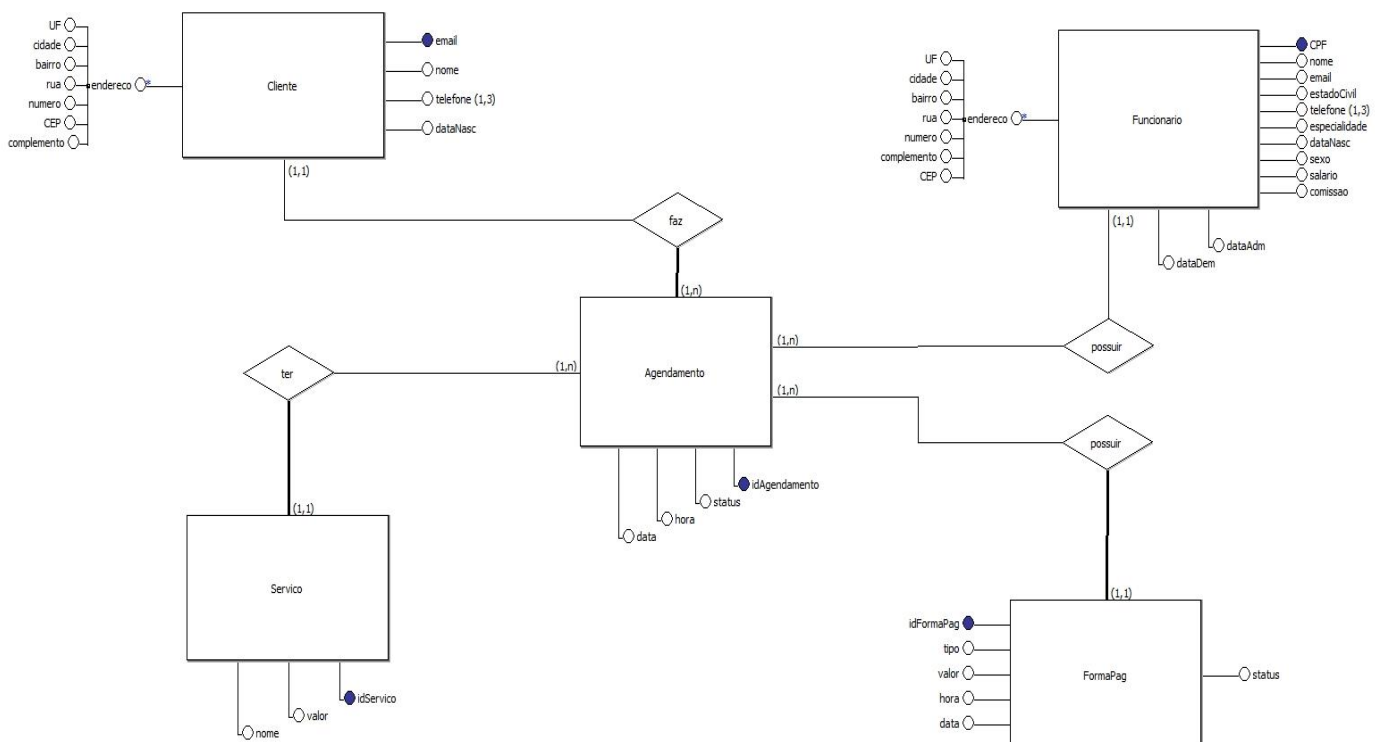 UF
cidade
bairro
rua
endereco
*
numero
CEP
complemento
Cliente
email
nome
telefone (1,3)
dataNasc
(1,1)
UF
cidade
bairro
rua
endereco
*
numero
complemento
CEP
Funcionario
CPF
nome
email
estadoCivil
telefone (1,3)
especialidade
dataNasc
sexo
salario
comissao
(1,1)
dataAdm
dataDem
faz
(1,n)
ter
(1,n)
Agendamento
(1,n)
possuir
(1,n)
possuir
idAgendamento
status
hora
data
(1,1)
Servico
idServico
valor
nome
(1,1)
idFormaPag
tipo
valor
hora
data
FormaPag
status